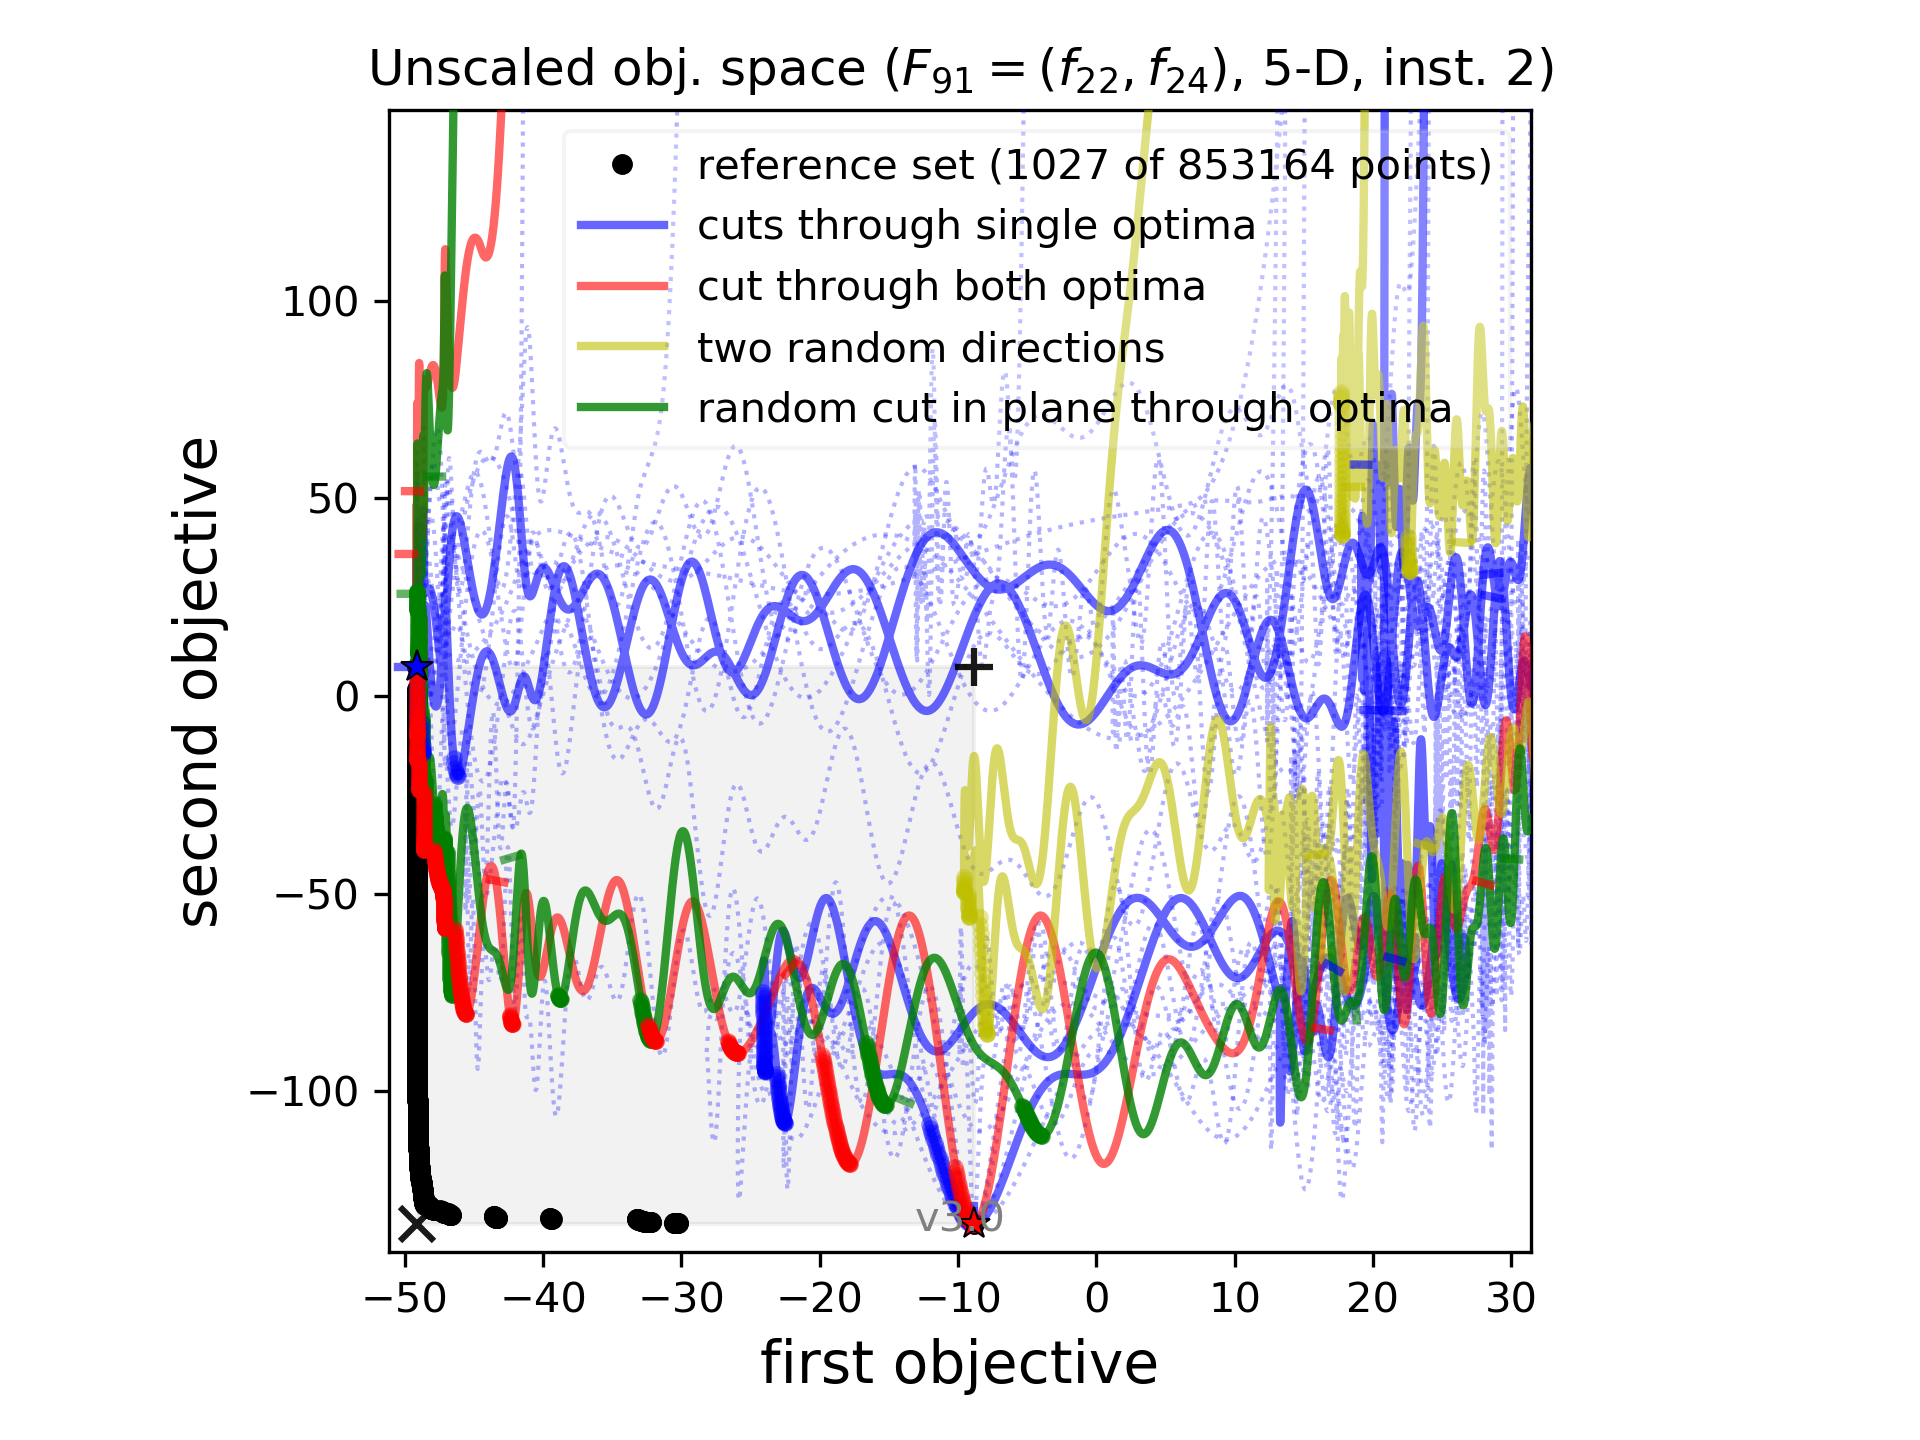 Unscaled obj. space (F₉₁ = (f₂₂, f₂₄), 5-D, inst. 2)
reference set (1027 of 853164 points)
cuts through single optima
cut through both optima
two random directions
random cut in plane through optima
second objective
100
50
0
−50
−100
v3.0
−50 −40 −30 −20 −10 0 10 20 30
first objective